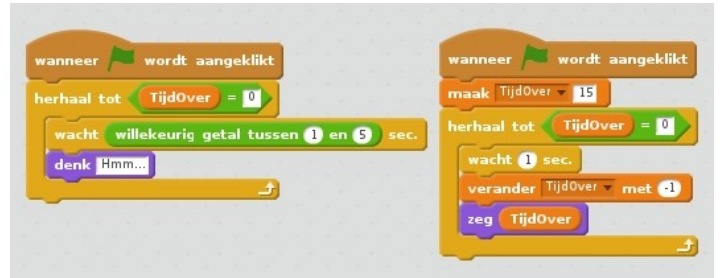 wanneer wordt aangeklikt
herhaal tot TijdOver = 0
wacht willekeurig getal tussen 1 en 5 sec.
denk Hmm...
wanneer wordt aangeklikt
maak TijdOver 15
herhaal tot TijdOver = 0
wacht 1 sec.
verander TijdOver met -1
zeg TijdOver